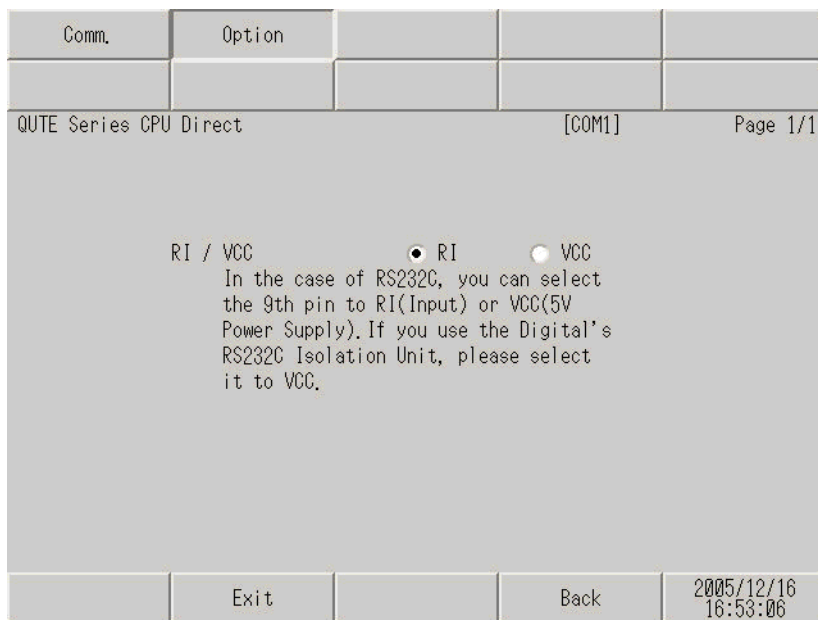 Comm. Option
QUTE Series CPU Direct [COM1] Page 1/1
RI / VCC RI VCC
In the case of RS232C, you can select
the 9th pin to RI(Input) or VCC(5V
Power Supply).If you use the Digital's
RS232C Isolation Unit, please select
it to VCC.
Exit Back 2005/12/16
16:53:06